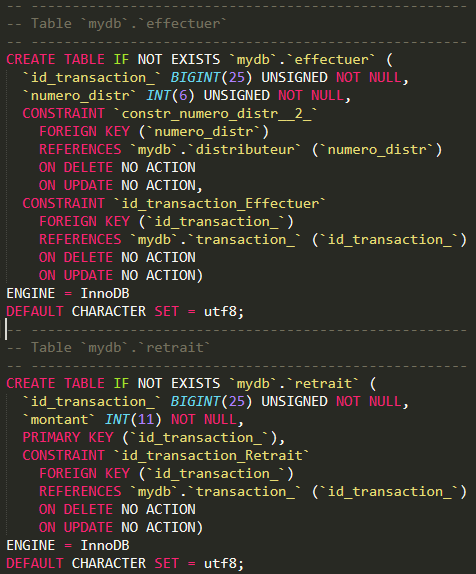 -- -----------------------------------------------------
-- Table `mydb`.`effectuer`
-- -----------------------------------------------------
CREATE TABLE IF NOT EXISTS `mydb`.`effectuer` (
  `id_transaction_` BIGINT(25) UNSIGNED NOT NULL,
  `numero_distr` INT(6) UNSIGNED NOT NULL,
  CONSTRAINT `constr_numero_distr__2_`
    FOREIGN KEY (`numero_distr`)
    REFERENCES `mydb`.`distributeur` (`numero_distr`)
    ON DELETE NO ACTION
    ON UPDATE NO ACTION,
  CONSTRAINT `id_transaction_Effectuer`
    FOREIGN KEY (`id_transaction_`)
    REFERENCES `mydb`.`transaction_` (`id_transaction_`)
    ON DELETE NO ACTION
    ON UPDATE NO ACTION)
ENGINE = InnoDB
DEFAULT CHARACTER SET = utf8;
-- -----------------------------------------------------
-- Table `mydb`.`retrait`
-- -----------------------------------------------------
CREATE TABLE IF NOT EXISTS `mydb`.`retrait` (
  `id_transaction_` BIGINT(25) UNSIGNED NOT NULL,
  `montant` INT(11) NOT NULL,
  PRIMARY KEY (`id_transaction_`),
  CONSTRAINT `id_transaction_Retrait`
    FOREIGN KEY (`id_transaction_`)
    REFERENCES `mydb`.`transaction_` (`id_transaction_`)
    ON DELETE NO ACTION
    ON UPDATE NO ACTION)
ENGINE = InnoDB
DEFAULT CHARACTER SET = utf8;